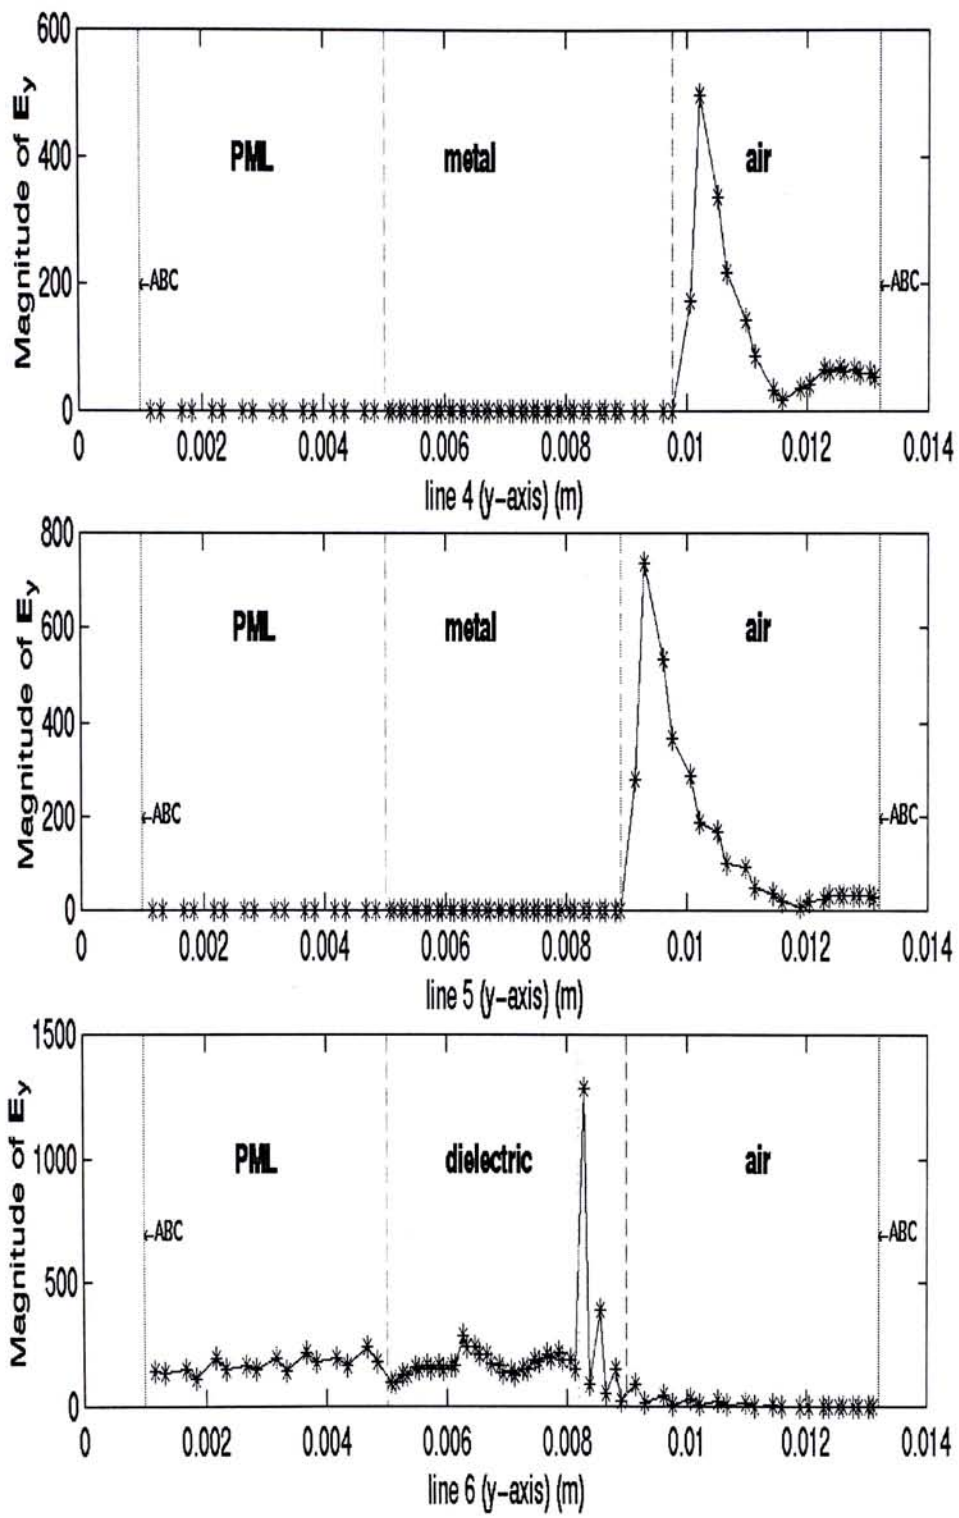 600
400
200
0
Magnitude of Ey
PML metal air
←ABC ←ABC
0 0.002 0.004 0.006 0.008 0.01 0.012 0.014
line 4 (y−axis) (m)
800
600
400
200
0
Magnitude of Ey
PML metal air
←ABC ←ABC
0 0.002 0.004 0.006 0.008 0.01 0.012 0.014
line 5 (y−axis) (m)
1500
1000
500
0
Magnitude of Ey
PML dielectric air
←ABC ←ABC
0 0.002 0.004 0.006 0.008 0.01 0.012 0.014
line 6 (y−axis) (m)